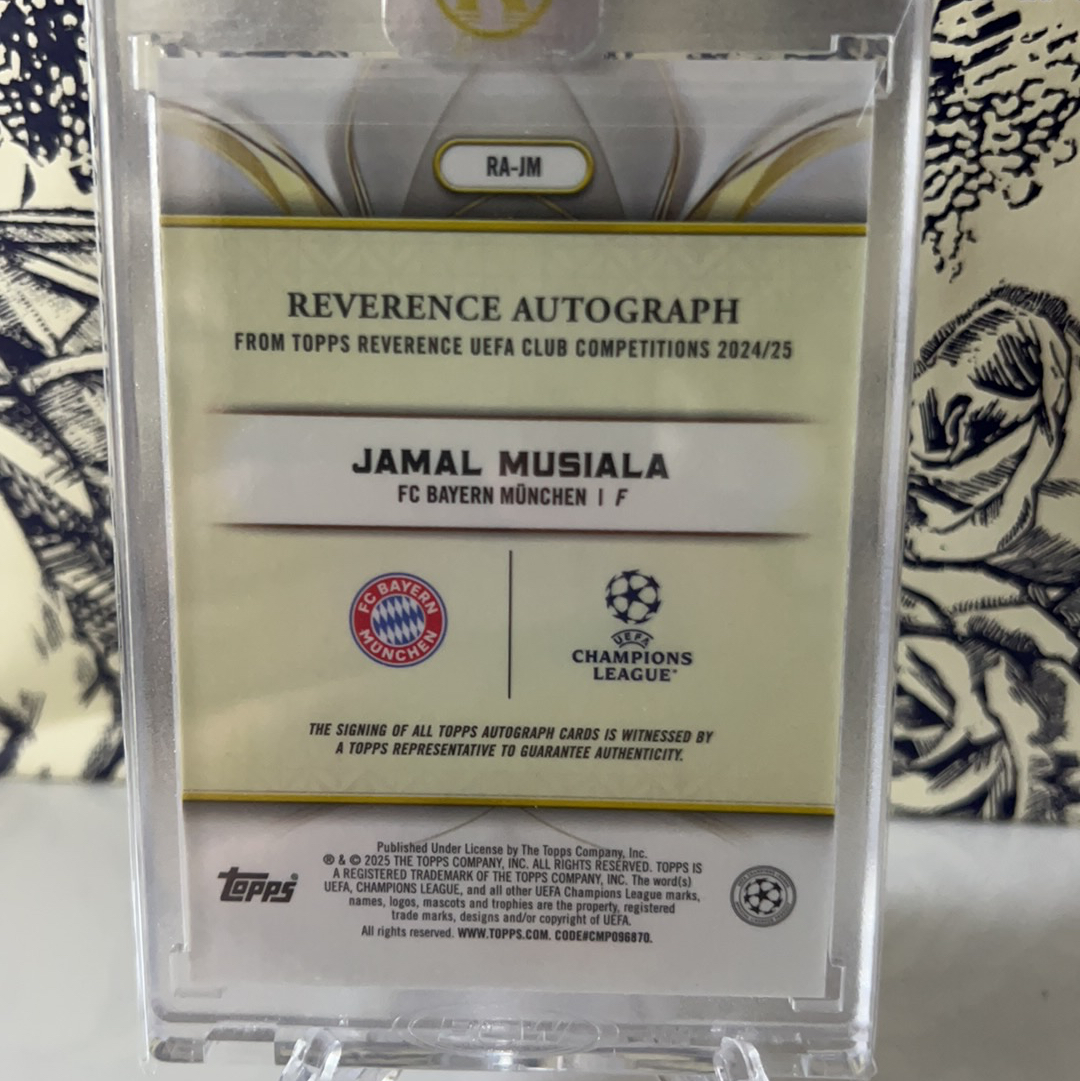 RA-JM
REVERENCE AUTOGRAPH
FROM TOPPS REVERENCE UEFA CLUB COMPETITIONS 2024/25
JAMAL MUSIALA
FC BAYERN MÜNCHEN | F
FC BAYERN
MÜNCHEN
UEFA
CHAMPIONS
LEAGUE®
THE SIGNING OF ALL TOPPS AUTOGRAPH CARDS IS WITNESSED BY
A TOPPS REPRESENTATIVE TO GUARANTEE AUTHENTICITY.
topps®
Published Under License by The Topps Company, Inc.
® & © 2025 THE TOPPS COMPANY, INC. ALL RIGHTS RESERVED. TOPPS IS
A REGISTERED TRADEMARK OF THE TOPPS COMPANY, INC. The word(s)
UEFA, CHAMPIONS LEAGUE, and all other UEFA Champions League marks,
names, logos, mascots and trophies are the property, registered
trade marks, designs and/or copyright of UEFA.
All rights reserved. WWW.TOPPS.COM. CODE#CMP096870.